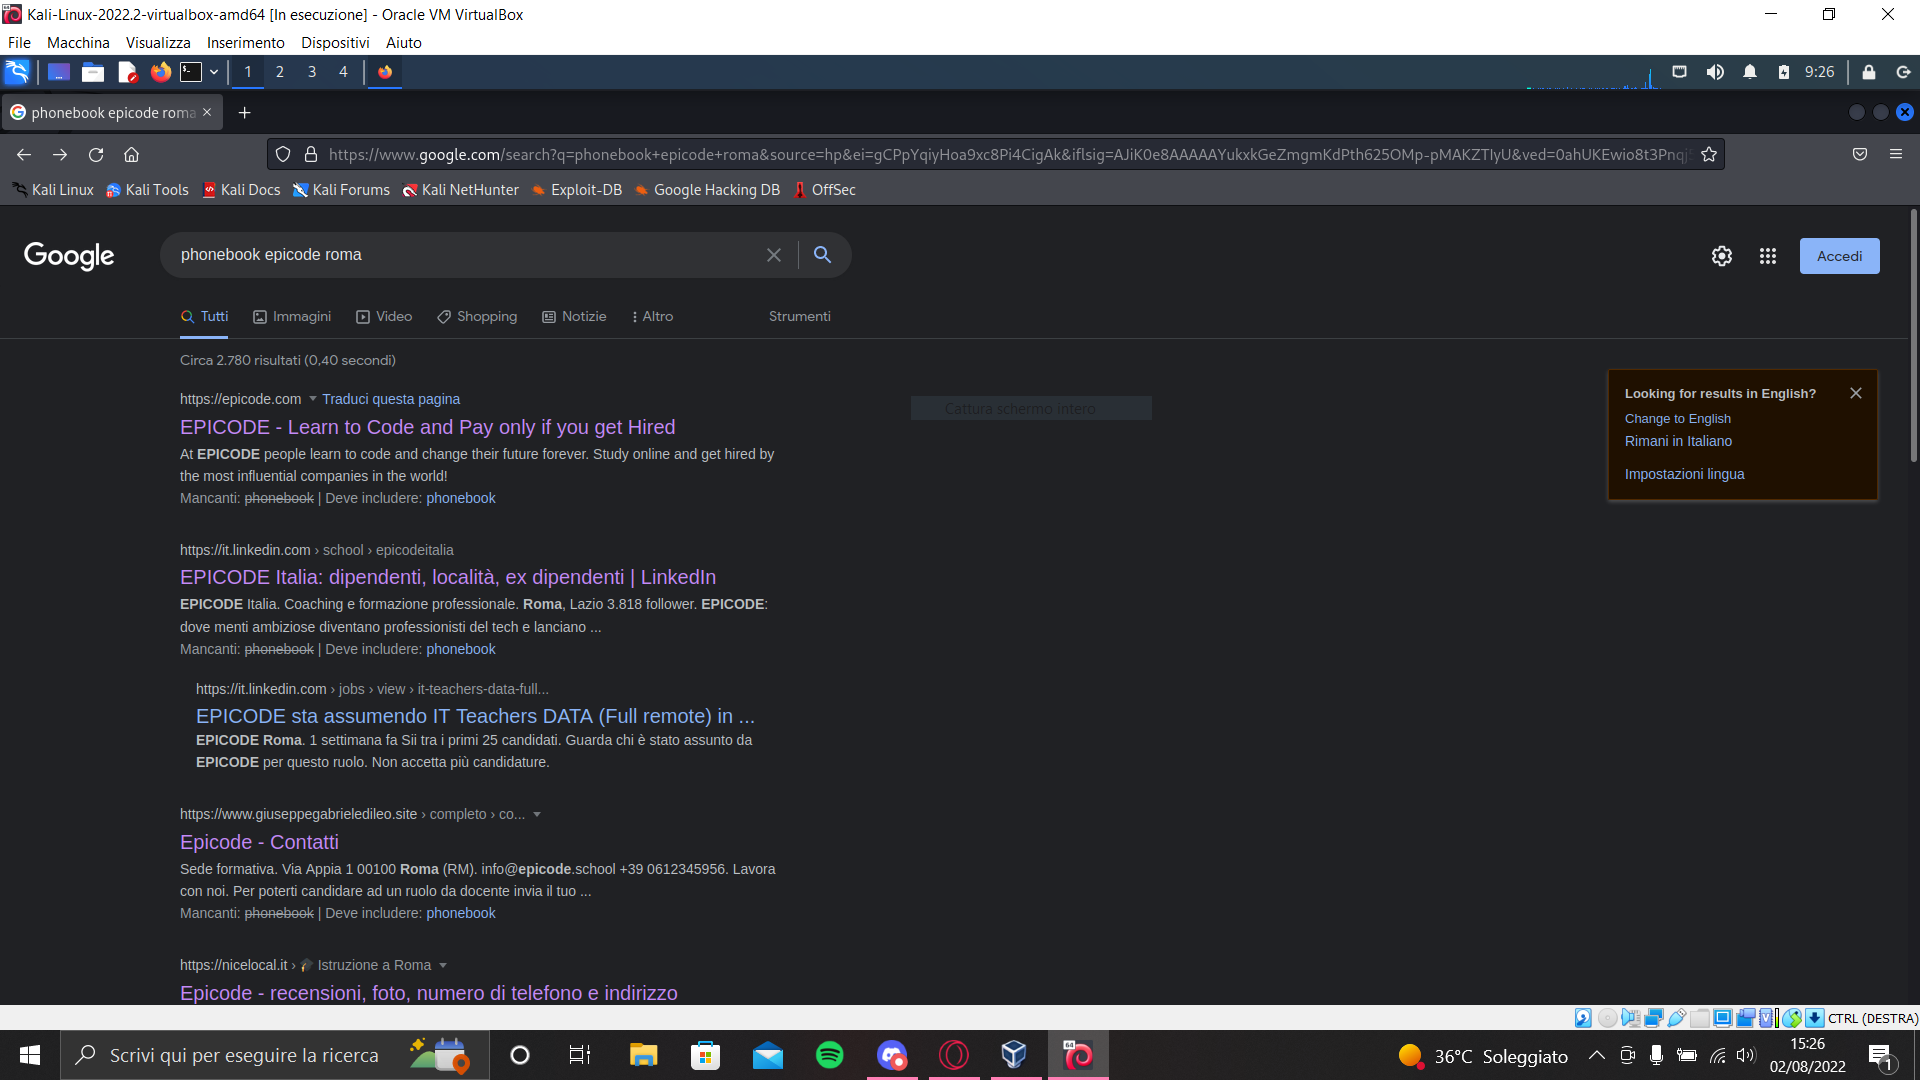 Kali-Linux-2022.2-virtualbox-amd64 [In esecuzione] - Oracle VM VirtualBox
File Macchina Visualizza Inserimento Dispositivi Aiuto
1 2 3 4 9:26
phonebook epicode roma
https://www.google.com/search?q=phonebook+epicode+roma&source=hp&ei=gCPpYqiyHoa9xc8Pi4CigAk&iflsig=AJiK0e8AAAAAYukxkGeZmgmKdPth625OMp-pMAKZTIyU&ved=0ahUKEwio8t3Pnqj
Kali Linux Kali Tools Kali Docs Kali Forums Kali NetHunter Exploit-DB Google Hacking DB OffSec
Google phonebook epicode roma Accedi
Tutti Immagini Video Shopping Notizie Altro Strumenti
Circa 2.780 risultati (0,40 secondi)
https://epicode.com Traduci questa pagina
EPICODE - Learn to Code and Pay only if you get Hired
At EPICODE people learn to code and change their future forever. Study online and get hired by
the most influential companies in the world!
Mancanti: phonebook | Deve includere: phonebook
https://it.linkedin.com › school › epicodeitalia
EPICODE Italia: dipendenti, località, ex dipendenti | LinkedIn
EPICODE Italia. Coaching e formazione professionale. Roma, Lazio 3.818 follower. EPICODE:
dove menti ambiziose diventano professionisti del tech e lanciano ...
Mancanti: phonebook | Deve includere: phonebook
https://it.linkedin.com › jobs › view › it-teachers-data-full...
EPICODE sta assumendo IT Teachers DATA (Full remote) in ...
EPICODE Roma. 1 settimana fa Sii tra i primi 25 candidati. Guarda chi è stato assunto da
EPICODE per questo ruolo. Non accetta più candidature.
https://www.giuseppegabrieledileo.site › completo › co...
Epicode - Contatti
Sede formativa. Via Appia 1 00100 Roma (RM). info@epicode.school +39 0612345956. Lavora
con noi. Per poterti candidare ad un ruolo da docente invia il tuo ...
Mancanti: phonebook | Deve includere: phonebook
https://nicelocal.it › Istruzione a Roma
Epicode - recensioni, foto, numero di telefono e indirizzo
Cattura schermo intero
Looking for results in English?
Change to English
Rimani in Italiano
Impostazioni lingua
CTRL (DESTRA)
Scrivi qui per eseguire la ricerca
64
36°C Soleggiato
15:26
02/08/2022
1